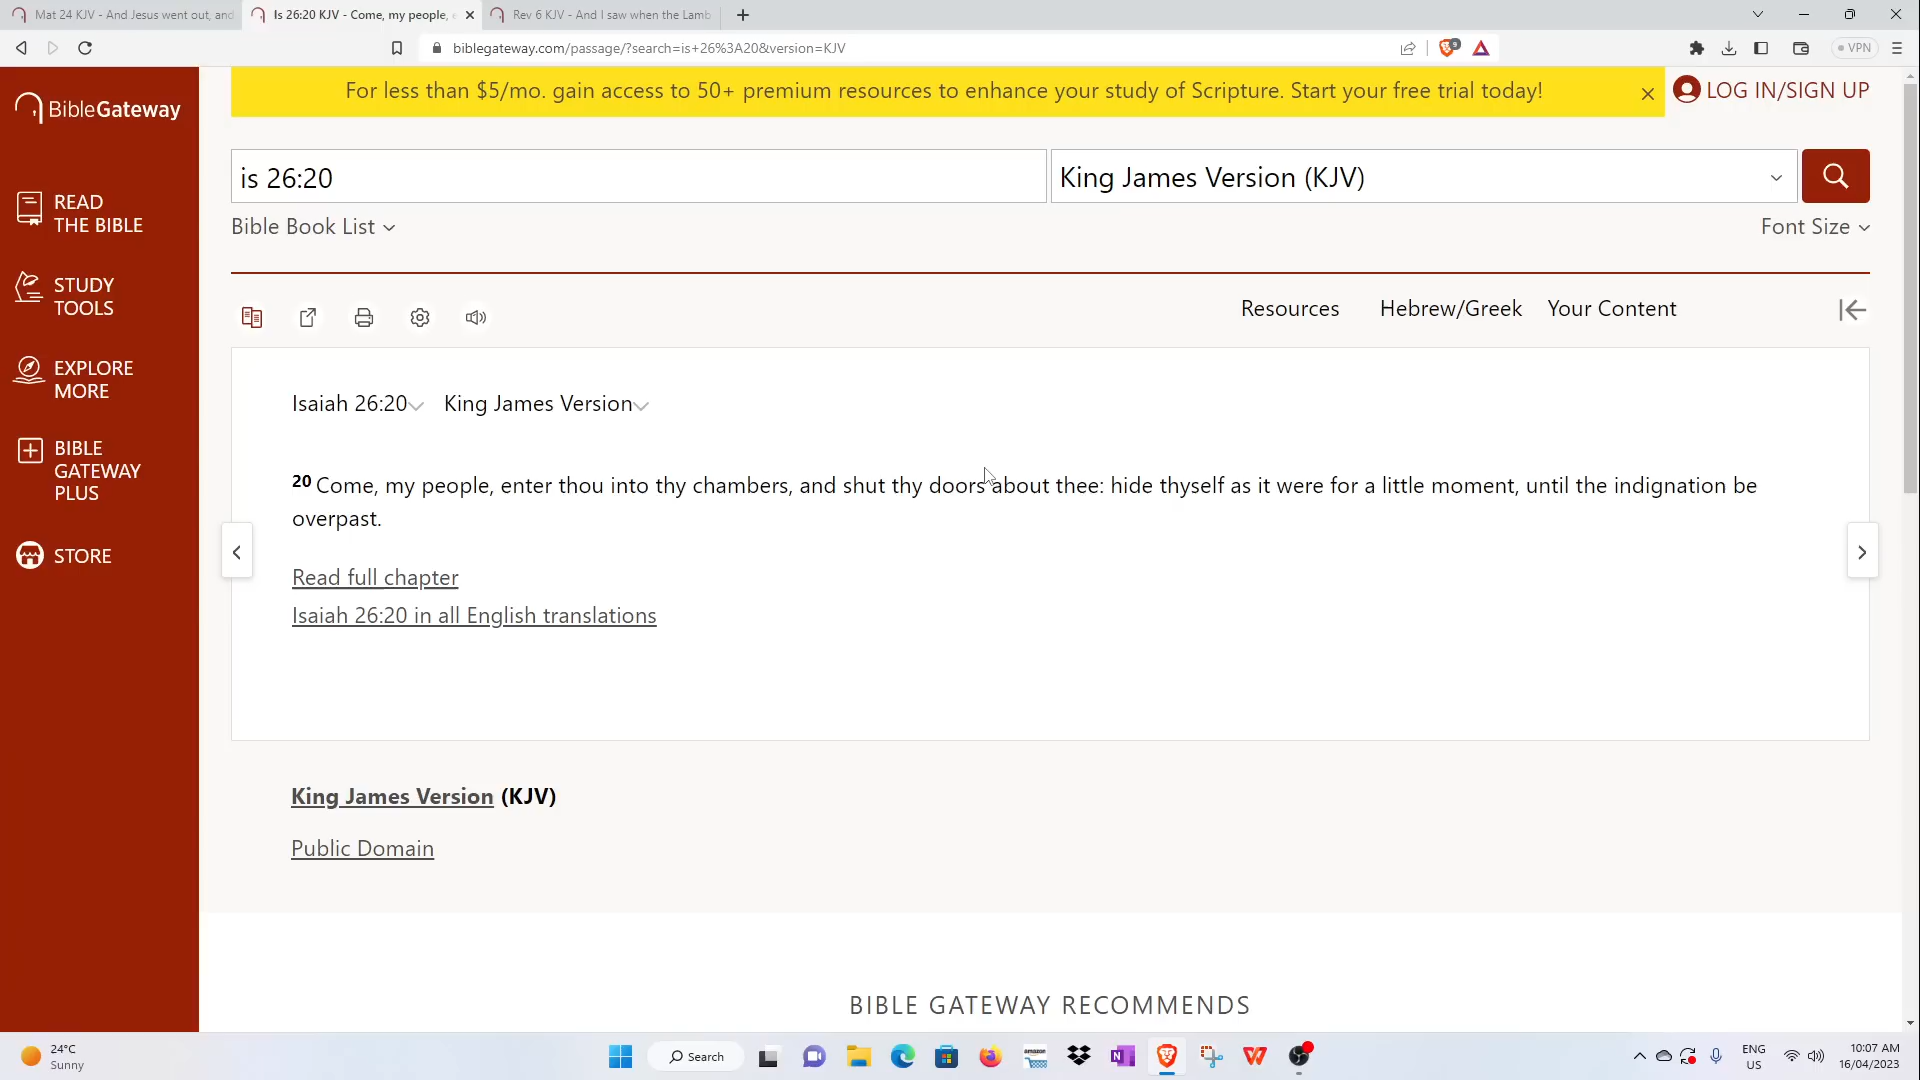 Mat 24 KJV - And Jesus went out, and
Is 26:20 KJV - Come, my people, e
Rev 6 KJV - And I saw when the Lamb
biblegateway.com/passage/?search=is+26%3A20&version=KJV
9
VPN
BibleGateway
For less than $5/mo. gain access to 50+ premium resources to enhance your study of Scripture. Start your free trial today!
LOG IN/SIGN UP
is 26:20
King James Version (KJV)
Bible Book List
Font Size
READ
THE BIBLE
STUDY
TOOLS
EXPLORE
MORE
BIBLE
GATEWAY
PLUS
STORE
Resources
Hebrew/Greek
Your Content
Isaiah 26:20
King James Version
20 Come, my people, enter thou into thy chambers, and shut thy doors about thee: hide thyself as it were for a little moment, until the indignation be
overpast.
Read full chapter
Isaiah 26:20 in all English translations
King James Version (KJV)
Public Domain
BIBLE GATEWAY RECOMMENDS
24°C
Sunny
Search
amazon
ENG
US
10:07 AM
16/04/2023